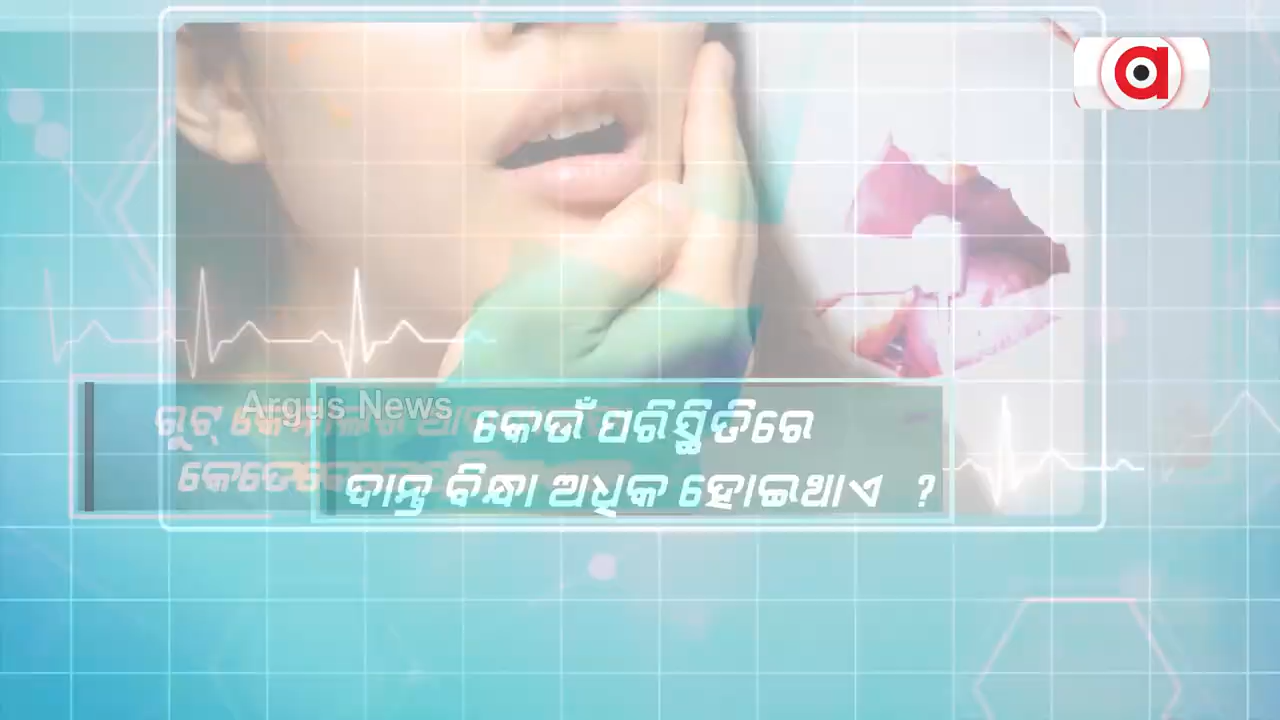 Argus News
ରୁଟ୍
କେଉଁ ପରିସ୍ଥିତିରେ
ଦାନ୍ତ ବିନ୍ଧା ଅଧିକ ହୋଇଥାଏ ?